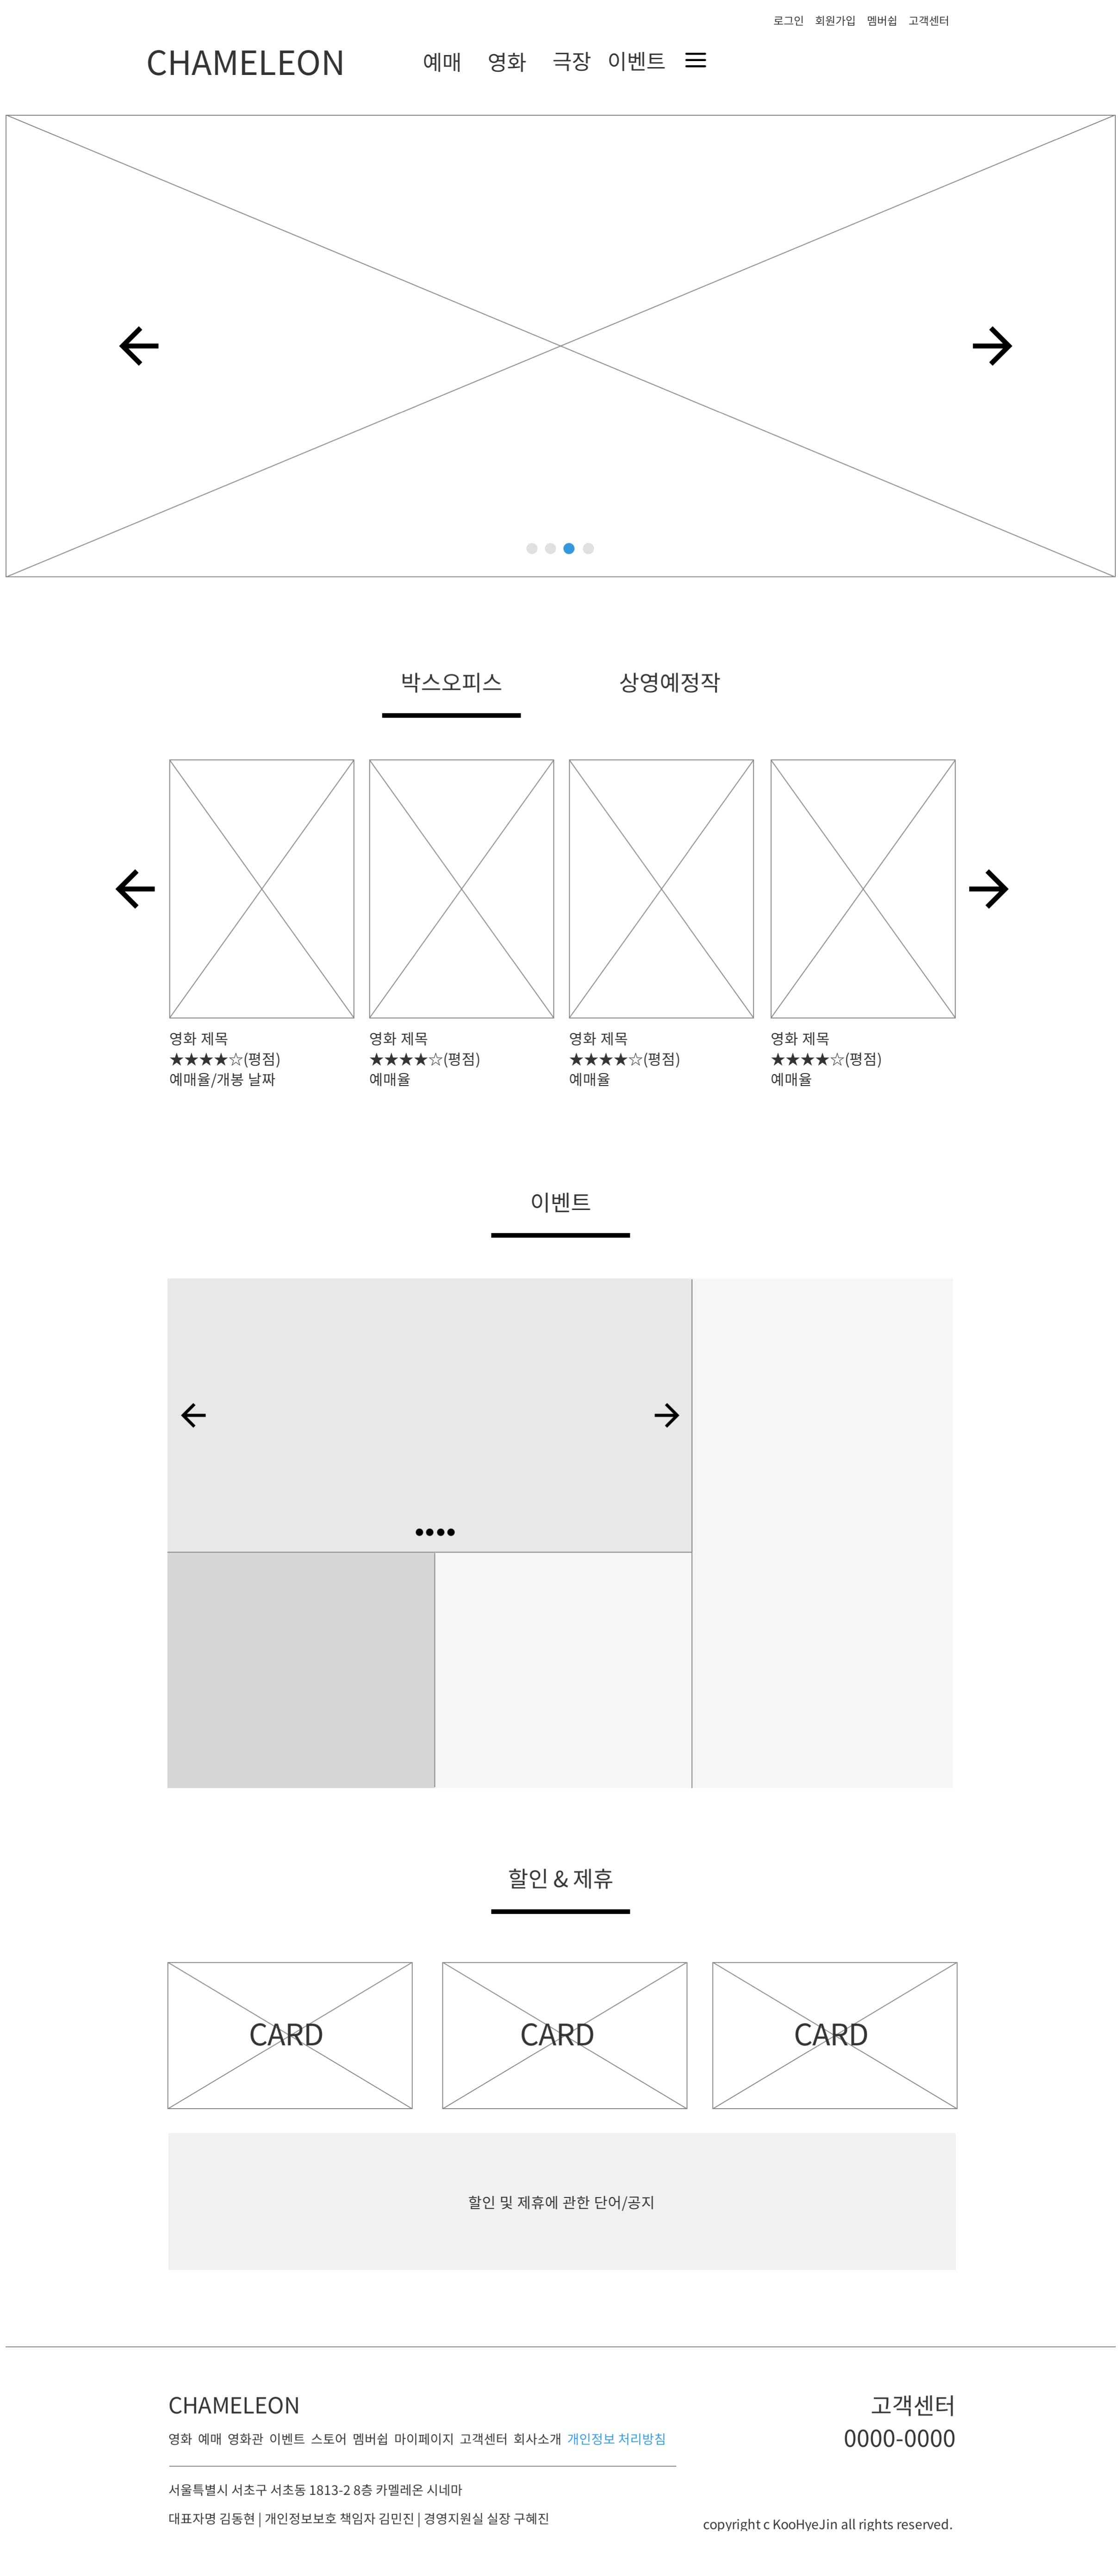 로그인 회원가입 멤버쉽 고객센터
CHAMELEON 예매 영화 극장 이벤트
박스오피스 상영예정작
영화 제목
★★★★☆(평점)
예매율/개봉 날짜
영화 제목
★★★★☆(평점)
예매율
영화 제목
★★★★☆(평점)
예매율
영화 제목
★★★★☆(평점)
예매율
이벤트
할인 & 제휴
CARD CARD CARD
할인 및 제휴에 관한 단어/공지
CHAMELEON
영화 예매 영화관 이벤트 스토어 멤버쉽 마이페이지 고객센터 회사소개 개인정보 처리방침
서울특별시 서초구 서초동 1813-2 8층 카멜레온 시네마
대표자명 김동현 | 개인정보보호 책임자 김민진 | 경영지원실 실장 구혜진
고객센터
0000-0000
copyright c KooHyeJin all rights reserved.